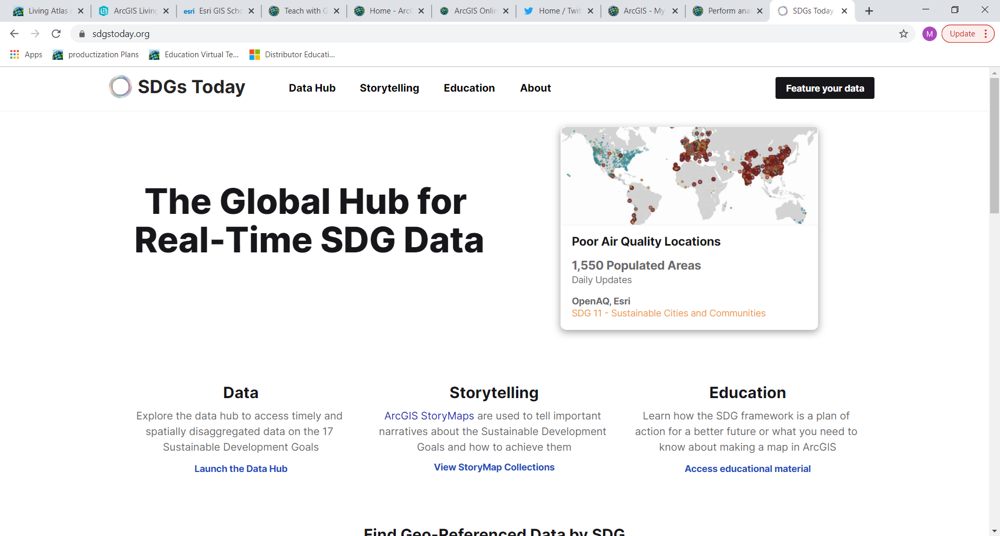 Living Atlas
ArcGIS Living
esri Esri GIS Scho
Teach with G
Home - ArcG
ArcGIS Onlin
Home / Twit
ArcGIS - My
Perform anal
SDGs Today
sdgstoday.org
M
Update
Apps
productization Plans
Education Virtual Te...
Distributor Educati...
SDGs Today
Data Hub
Storytelling
Education
About
Feature your data
The Global Hub for
Real-Time SDG Data
Poor Air Quality Locations
1,550 Populated Areas
Daily Updates
OpenAQ, Esri
SDG 11 - Sustainable Cities and Communities
Data
Explore the data hub to access timely and
spatially disaggregated data on the 17
Sustainable Development Goals
Launch the Data Hub
Storytelling
ArcGIS StoryMaps are used to tell important
narratives about the Sustainable Development
Goals and how to achieve them
View StoryMap Collections
Education
Learn how the SDG framework is a plan of
action for a better future or what you need to
know about making a map in ArcGIS
Access educational material
Find Geo-Referenced Data by SDG